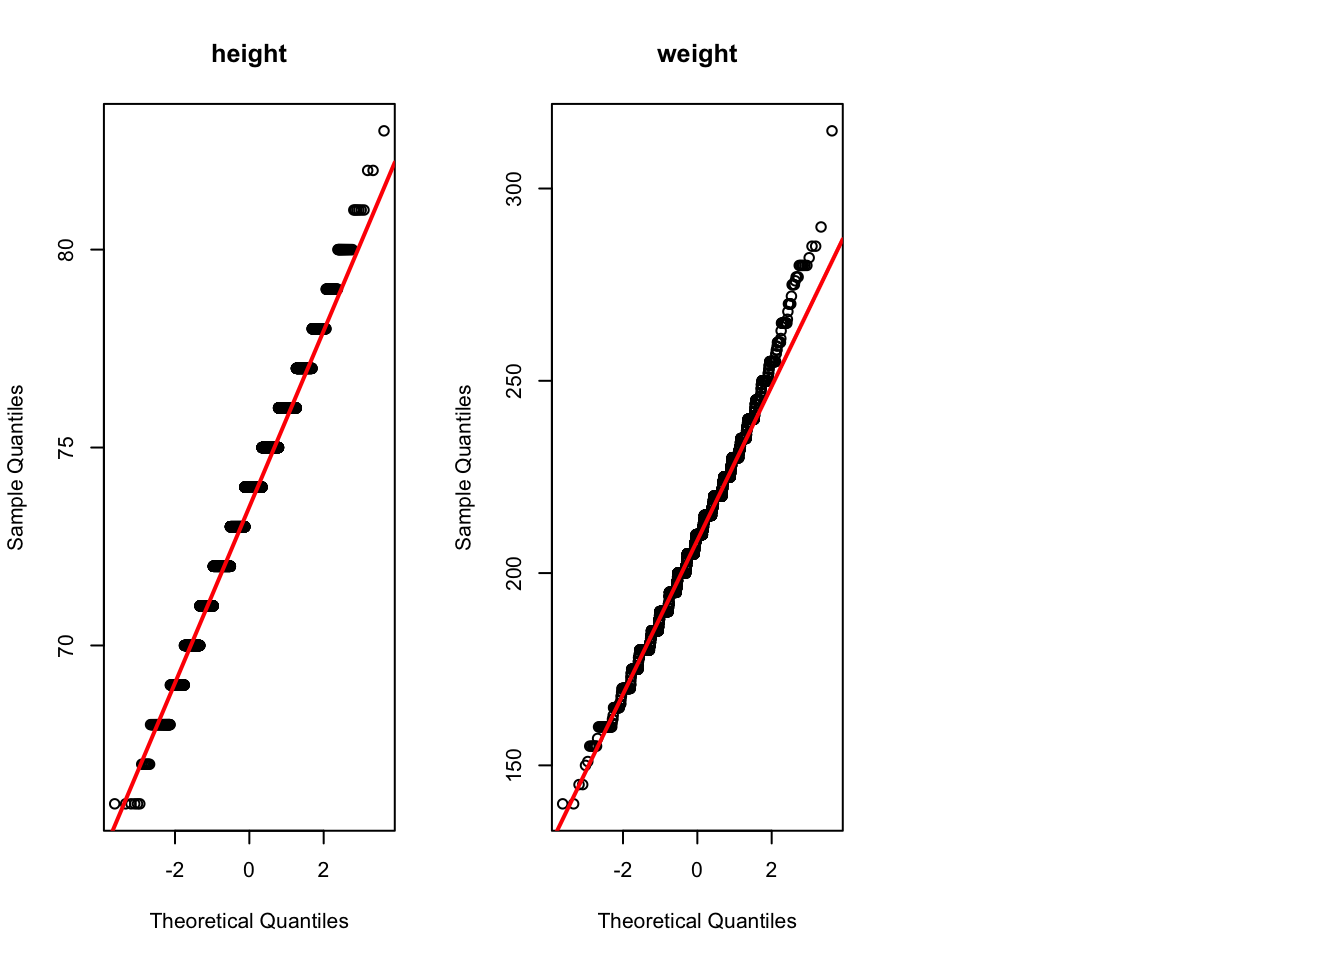 height
Sample Quantiles
80
75
70
-2 0 2
Theoretical Quantiles
weight
Sample Quantiles
300
250
200
150
-2 0 2
Theoretical Quantiles